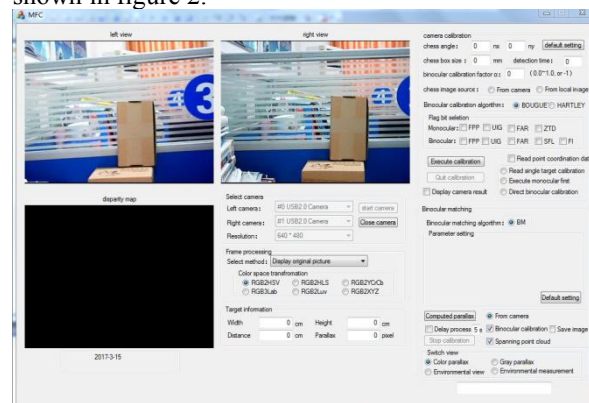 shown in figure 2.
MFC
left view
right view
disparity map
2017-3-15
Select camera
Left camera: #0 USB2.0 Camera start camera
Right camera: #1 USB2.0 Camera Close camera
Resolution: 640 * 480
Frame processing
Select method: Display original picture
Color space transfromation
RGB2HSV RGB2HLS RGB2YCrCb
RGB3Lab RGB2Luv RGB2XYZ
Target information
Width 0 cm Height 0 cm
Distance 0 cm Parallax 0 pixel
camera calibration
chess angle: 0 nx 0 ny default setting
chess box size : 0 mm detection time: 0
binocular calibration factor α: 0 ( 0.0~1.0, or -1)
chess image source : From camera From local image
Binocular calibration algorithm : BOUGUE HARTLEY
Flag bit seletion
Monocular: FPP UIG FAR ZTD
Binocular: FPP UIG FAR SFL FI
Execute calibration Read point coordination dat
Quit calibration Read angle target calibration
Execute monocular first
Display camera result Direct binocular calibration
Binocular matching
Binocular matching algorithm : BM
Parameter setting
Default setting
Computed parallax From camera
Delay process 5 s Binocular calibration Save image
Stop calibration Spanning point cloud
Switch view
Color parallax Gray parallax
Environmental view Environmental measurement